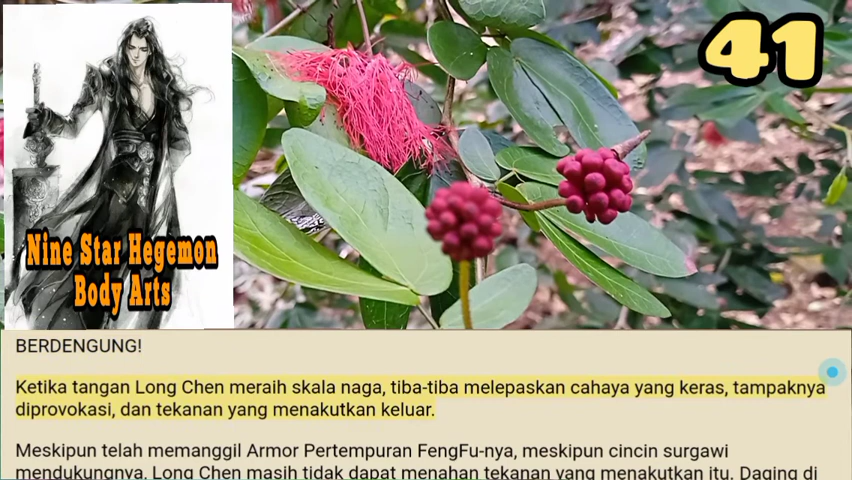 41
Nine Star Hegemon
Body Arts
BERDENGUNG!
Ketika tangan Long Chen meraih skala naga, tiba-tiba melepaskan cahaya yang keras, tampaknya
diprovokasi, dan tekanan yang menakutkan keluar.
Meskipun telah memanggil Armor Pertempuran FengFu-nya, meskipun cincin surgawi
mendukungnya, Long Chen masih tidak dapat menahan tekanan yang menakutkan itu. Daging di